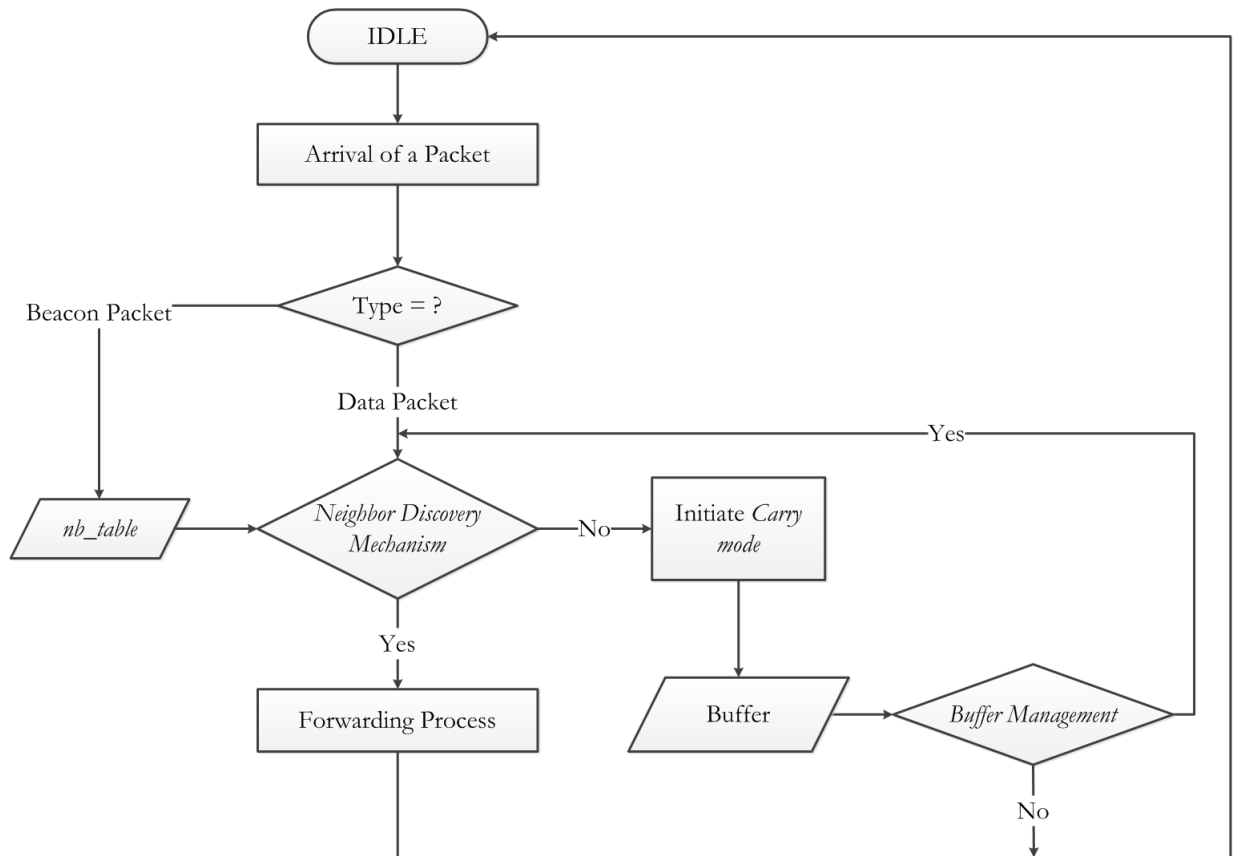 IDLE
Arrival of a Packet
Type = ?
Beacon Packet
Data Packet
Yes
nb_table
Neighbor Discovery
Mechanism
No
Initiate Carry
mode
Yes
Forwarding Process
Buffer
Buffer Management
No